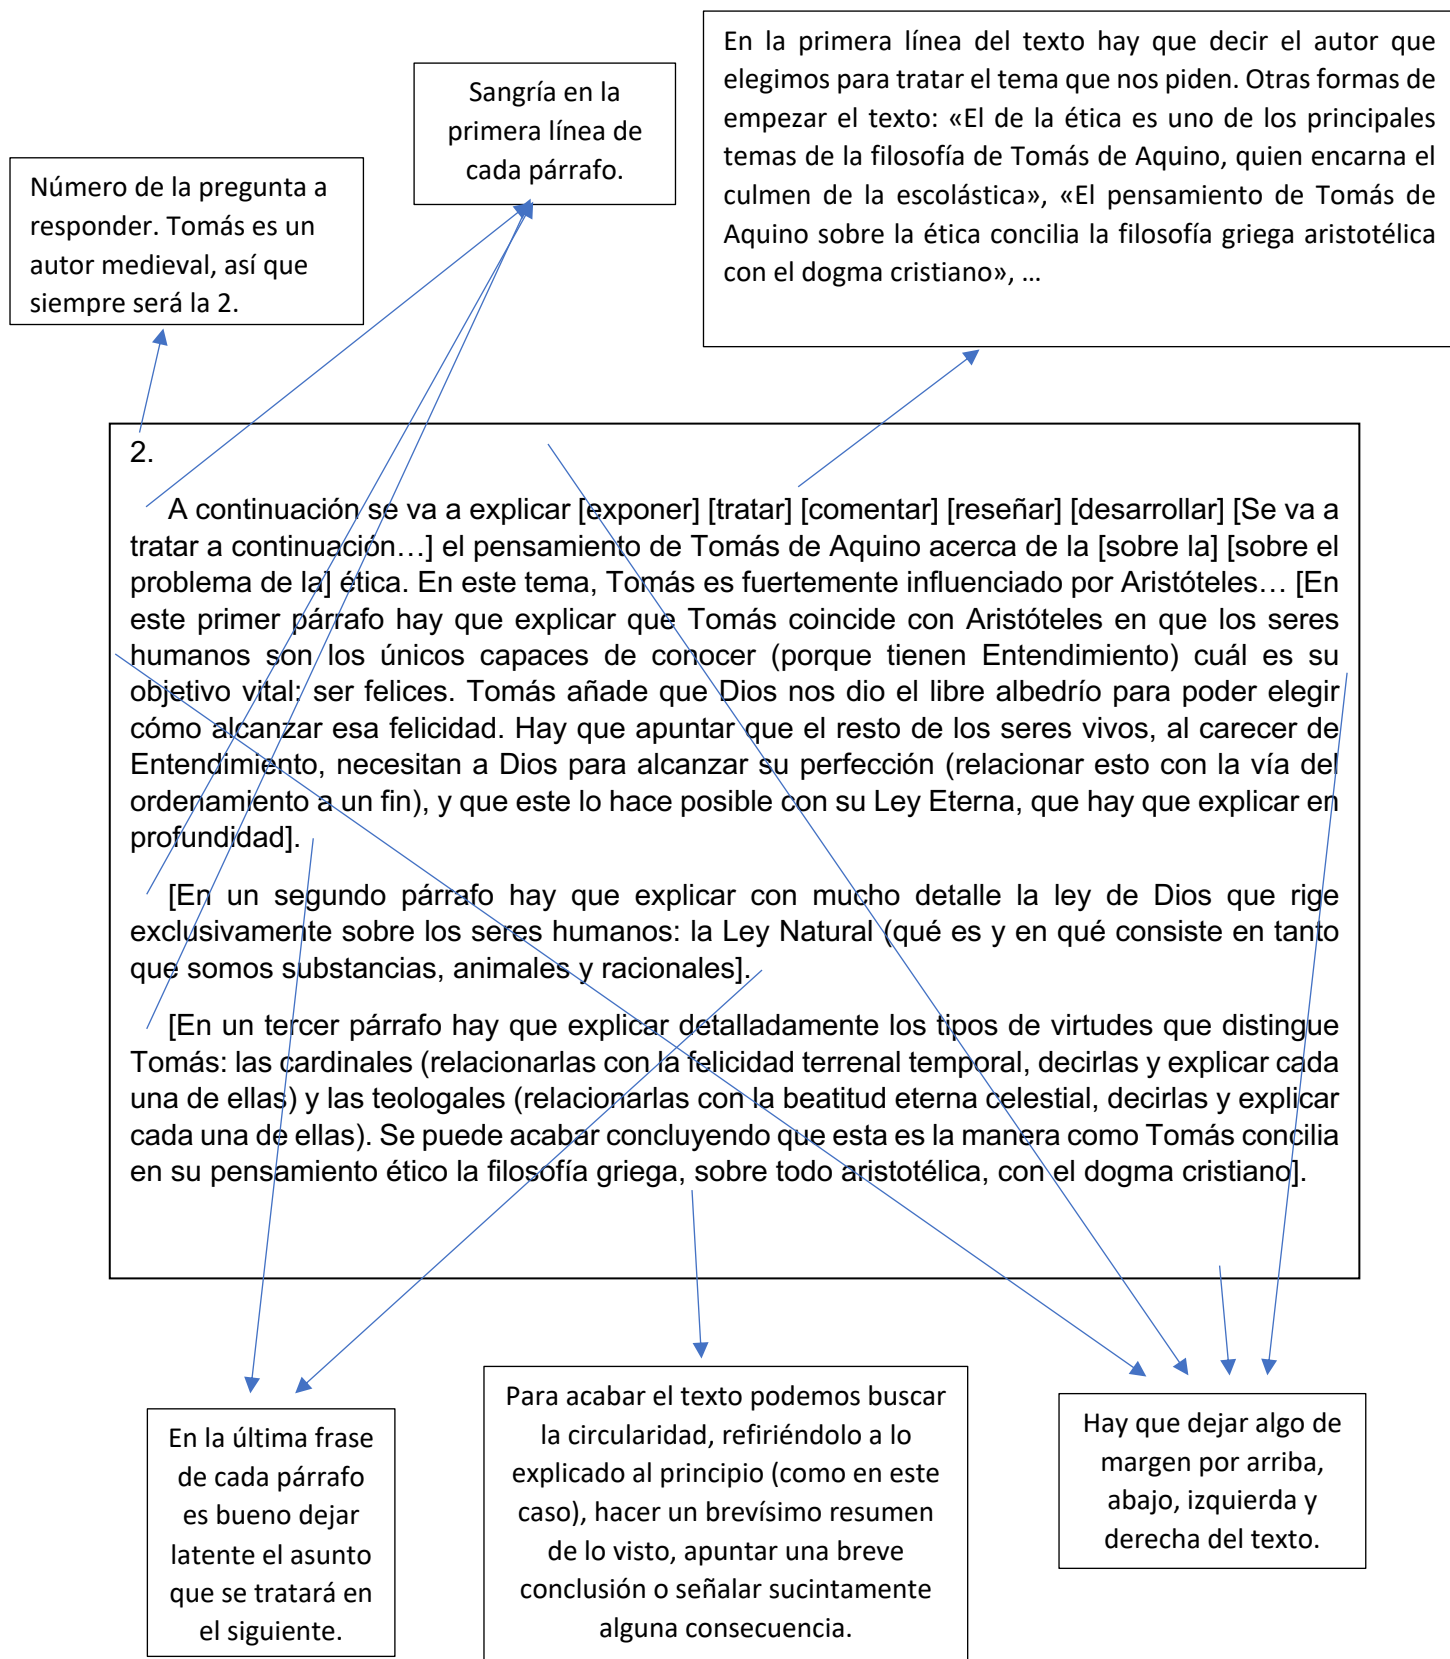 En la primera línea del texto hay que decir el autor que
elegimos para tratar el tema que nos piden. Otras formas de
empezar el texto: «El de la ética es uno de los principales
temas de la filosofía de Tomás de Aquino, quien encarna el
culmen de la escolástica», «El pensamiento de Tomás de
Aquino sobre la ética concilia la filosofía griega aristotélica
con el dogma cristiano», …
Sangría en la
primera línea de
cada párrafo.
Número de la pregunta a
responder. Tomás es un
autor medieval, así que
siempre será la 2.
2.
A continuación se va a explicar [exponer] [tratar] [comentar] [reseñar] [desarrollar] [Se va a
tratar a continuación…] el pensamiento de Tomás de Aquino acerca de la [sobre la] [sobre el
problema de la] ética. En este tema, Tomás es fuertemente influenciado por Aristóteles… [En
este primer párrafo hay que explicar que Tomás coincide con Aristóteles en que los seres
humanos son los únicos capaces de conocer (porque tienen Entendimiento) cuál es su
objetivo vital: ser felices. Tomás añade que Dios nos dio el libre albedrío para poder elegir
cómo alcanzar esa felicidad. Hay que apuntar que el resto de los seres vivos, al carecer de
Entendimiento, necesitan a Dios para alcanzar su perfección (relacionar esto con la vía del
ordenamiento a un fin), y que este lo hace posible con su Ley Eterna, que hay que explicar en
profundidad].
[En un segundo párrafo hay que explicar con mucho detalle la ley de Dios que rige
exclusivamente sobre los seres humanos: la Ley Natural (qué es y en qué consiste en tanto
que somos substancias, animales y racionales].
[En un tercer párrafo hay que explicar detalladamente los tipos de virtudes que distingue
Tomás: las cardinales (relacionarlas con la felicidad terrenal temporal, decirlas y explicar cada
una de ellas) y las teologales (relacionarlas con la beatitud eterna celestial, decirlas y explicar
cada una de ellas). Se puede acabar concluyendo que esta es la manera como Tomás concilia
en su pensamiento ético la filosofía griega, sobre todo aristotélica, con el dogma cristiano].
En la última frase
de cada párrafo
es bueno dejar
latente el asunto
que se tratará en
el siguiente.
Para acabar el texto podemos buscar
la circularidad, refiriéndolo a lo
explicado al principio (como en este
caso), hacer un brevísimo resumen
de lo visto, apuntar una breve
conclusión o señalar sucintamente
alguna consecuencia.
Hay que dejar algo de
margen por arriba,
abajo, izquierda y
derecha del texto.